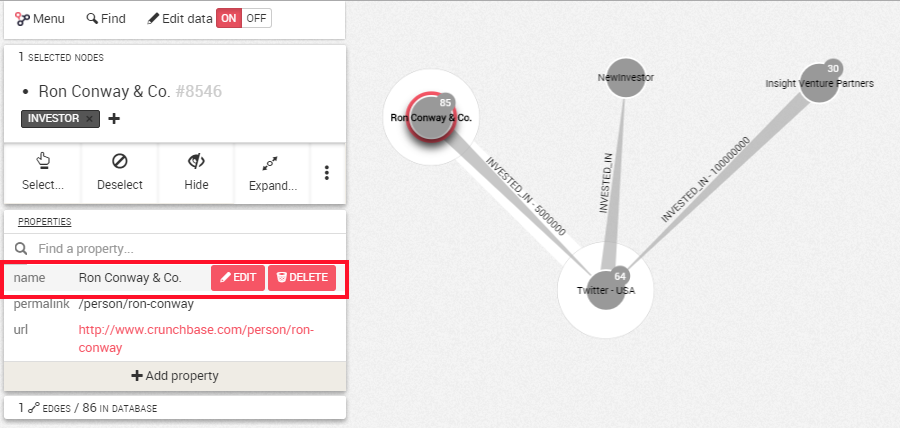 Menu Find Edit data ON OFF
1 SELECTED NODES
• Ron Conway & Co. #8546
INVESTOR × +
Select... Deselect Hide Expand...
PROPERTIES
Find a property...
name Ron Conway & Co. EDIT DELETE
permalink /person/ron-conway
url http://www.crunchbase.com/person/ron-
conway
+ Add property
1 EDGES / 86 IN DATABASE
85
Ron Conway & Co.
NewInvestor
30
Insight Venture Partners
INVESTED_IN - 5000000
INVESTED_IN
INVESTED_IN - 100000000
64
Twitter - USA